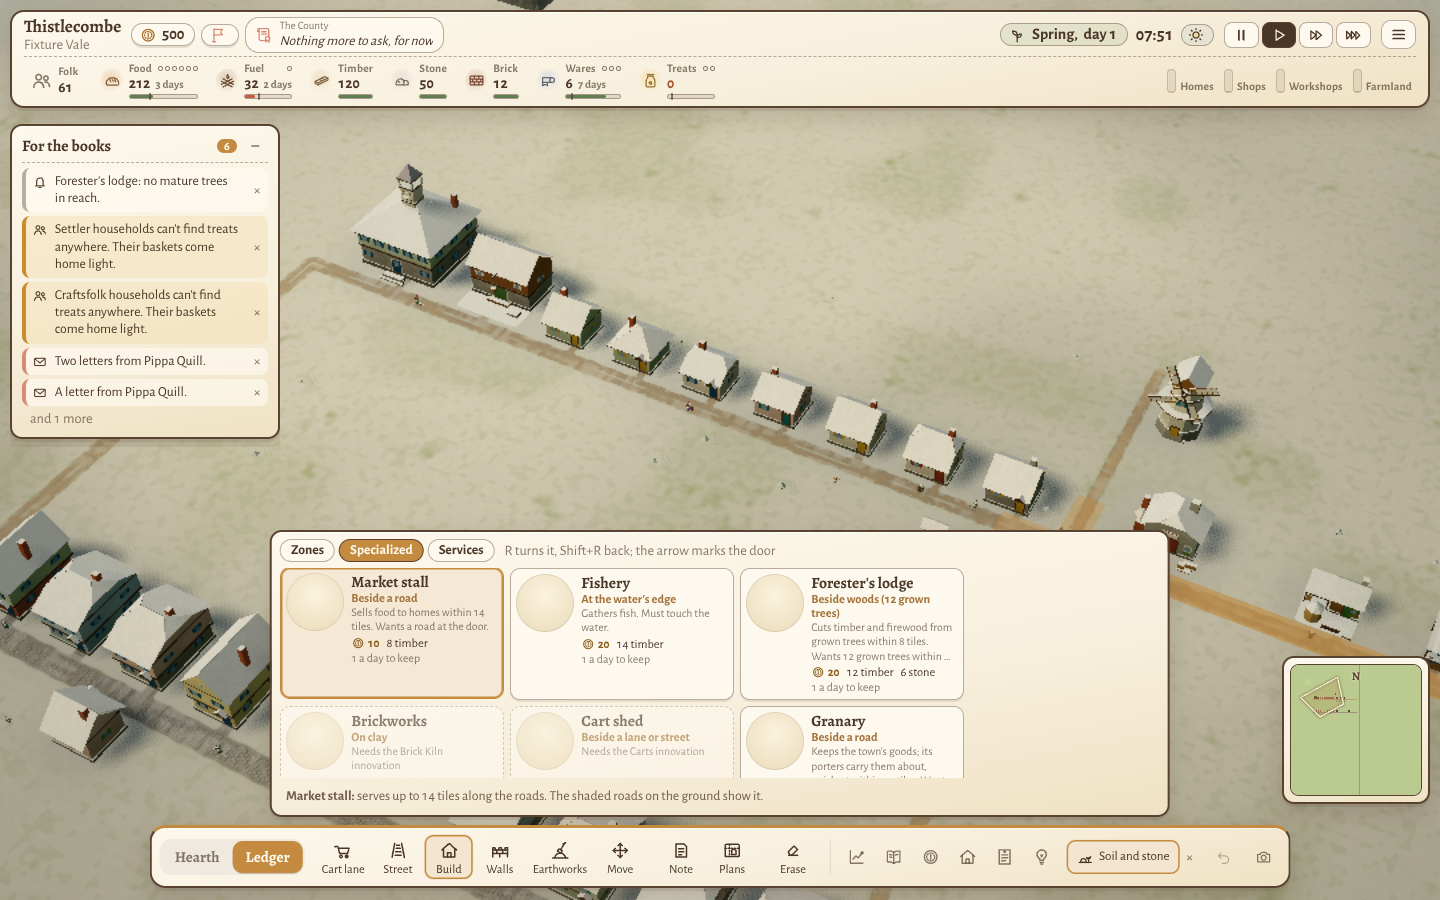 Thistlecombe
Fixture Vale
500
The County
Nothing more to ask, for now
Spring, day 1
07:51
Folk
61
Food
212 3 days
Fuel
32 2 days
Timber
120
Stone
50
Brick
12
Wares
6 7 days
Treats
0
Homes
Shops
Workshops
Farmland
For the books
6
Forester's lodge: no mature trees
in reach.
Settler households can't find treats
anywhere. Their baskets come
home light.
Craftsfolk households can't find
treats anywhere. Their baskets
come home light.
Two letters from Pippa Quill.
A letter from Pippa Quill.
and 1 more
Zones
Specialized
Services
R turns it, Shift+R back; the arrow marks the door
Market stall
Beside a road
Sells food to homes within 14
tiles. Wants a road at the door.
10 8 timber
1 a day to keep
Fishery
At the water's edge
Gathers fish. Must touch the
water.
20 14 timber
1 a day to keep
Forester's lodge
Beside woods (12 grown
trees)
Cuts timber and firewood from
grown trees within 8 tiles.
Wants 12 grown trees within ...
20 12 timber 6 stone
1 a day to keep
Brickworks
On clay
Needs the Brick Kiln
innovation
Cart shed
Beside a lane or street
Needs the Carts innovation
Granary
Beside a road
Keeps the town's goods; its
porters carry them about,
Market stall: serves up to 14 tiles along the roads. The shaded roads on the ground show it.
N
Hearth
Ledger
Cart lane
Street
Build
Walls
Earthworks
Move
Note
Plans
Erase
Soil and stone